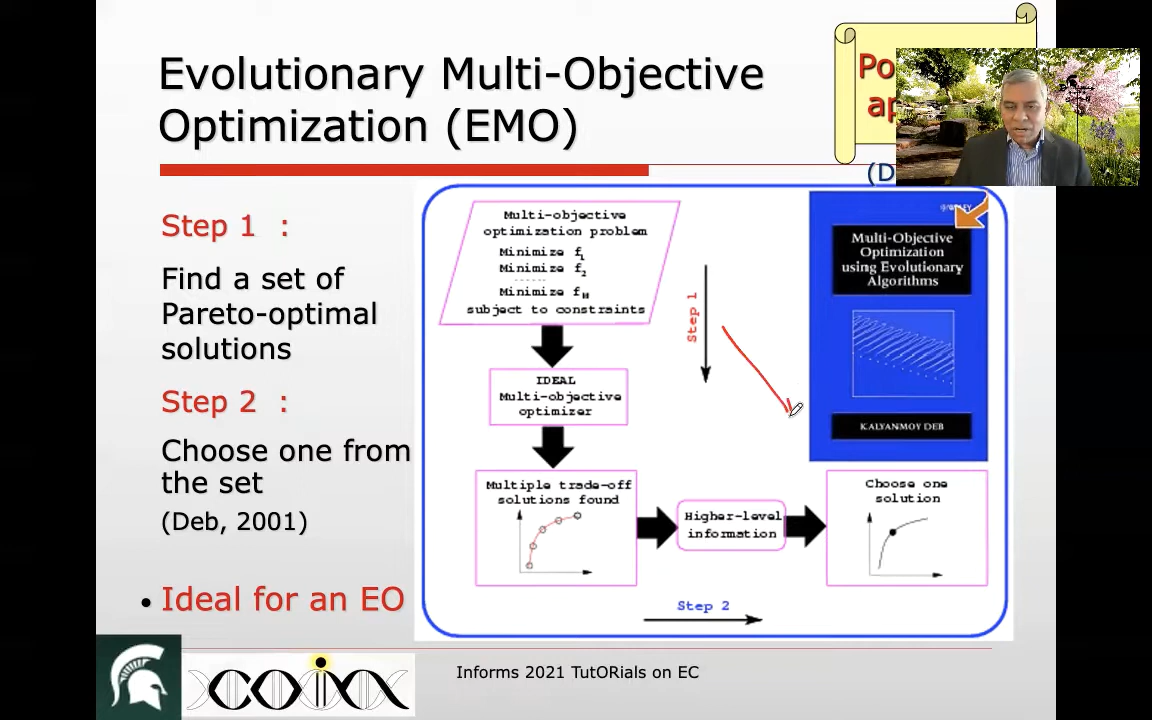 Evolutionary Multi-Objective
Optimization (EMO)
Step 1 :
Find a set of
Pareto-optimal
solutions
Step 2 :
Choose one from
the set
(Deb, 2001)
• Ideal for an EO
Multi-objective
optimization problem
Minimize f1
Minimize f2
......
Minimize fM
subject to constraints
Step 1
IDEAL
Multi-objective
optimizer
Multiple trade-off
solutions found
Higher-level
information
Choose one
solution
Step 2
Multi-Objective
Optimization
using Evolutionary
Algorithms
KALYANMOY DEB
COIN
Informs 2021 TutORials on EC